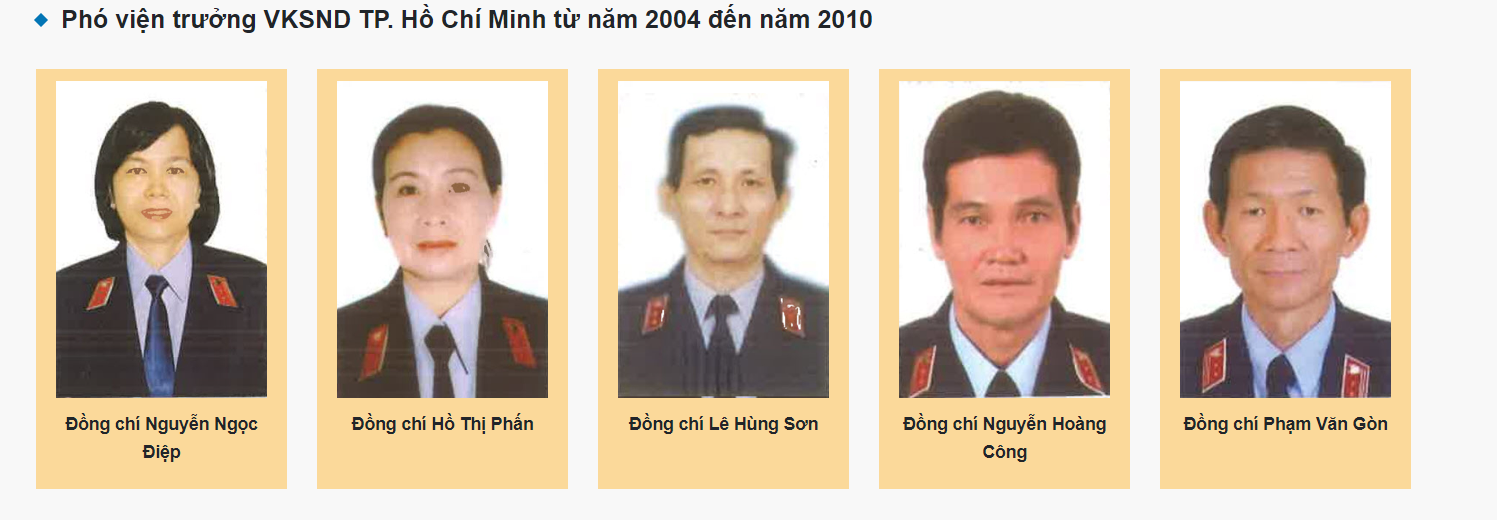 Phó viện trưởng VKSND TP. Hồ Chí Minh từ năm 2004 đến năm 2010
Đồng chí Nguyễn Ngọc
Điệp
Đồng chí Hồ Thị Phấn
Đồng chí Lê Hùng Sơn
Đồng chí Nguyễn Hoàng
Công
Đồng chí Phạm Văn Gòn